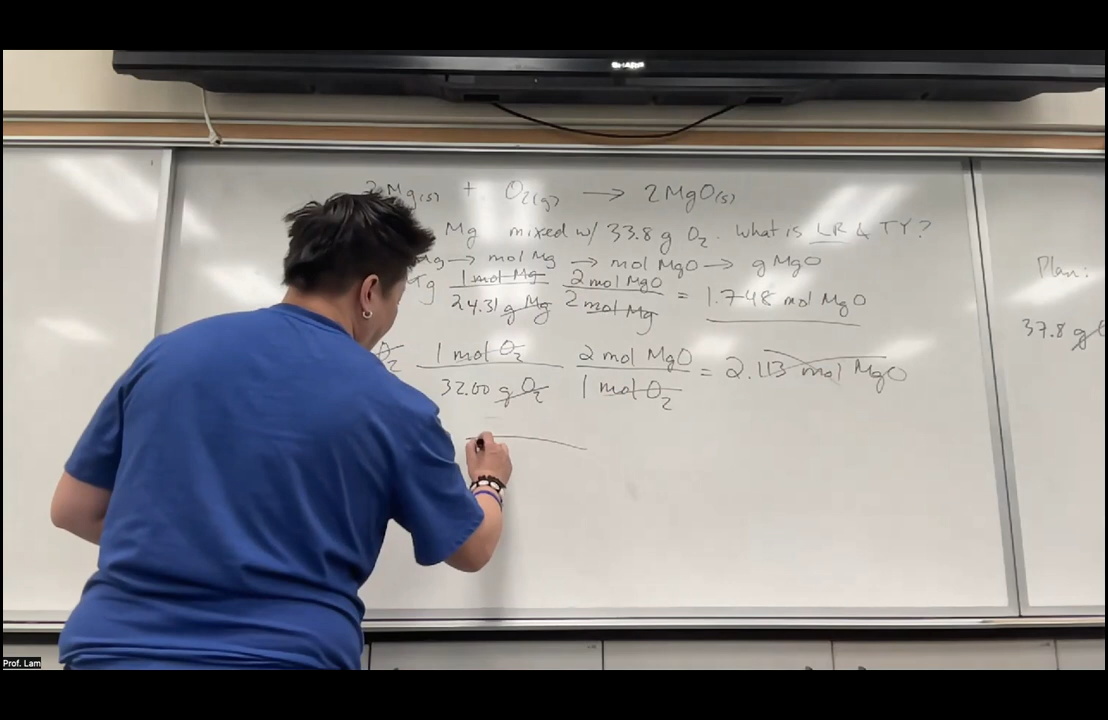 2Mg(s) + O₂(g) → 2MgO(s)
Mg mixed w/ 33.8 g O₂. What is LR & TY?
Mg → mol Mg → mol MgO → g MgO
g 1 mol Mg 2 mol MgO = 1.748 mol MgO
24.31 g Mg 2 mol Mg
O₂ 1 mol O₂ 2 mol MgO = 2.113 mol MgO
32.00 g O₂ 1 mol O₂
Plan:
37.8 g
Prof. Lam